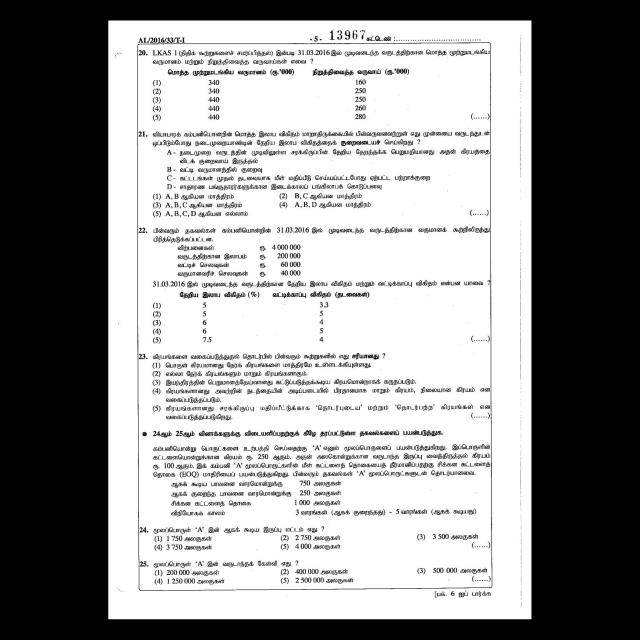 AL/2016/33/T-I - 5 - 13967 சுட்டெண் :
20. LKAS 1 (நிதிக் கூற்றுகளைச் சமர்ப்பித்தல்) இன்படி 31.03.2016 இல் முடிவடைந்த வருடத்திற்கான மொத்த முற்றுமடங்கிய
வருமானம் மற்றும் நிறுத்திவைத்த வருவாய்கள் எவை ?
மொத்த முற்றுமடங்கிய வருமானம் (ரூ.'000) நிறுத்திவைத்த வருவாய் (ரூ.'000)
(1) 340 160
(2) 340 250
(3) 440 250
(4) 440 260
(5) 440 280 (......)
21. வியாபாரக் கம்பனியொன்றின் மொத்த இலாப விகிதம் மாறாதிருக்கையில் பின்வருவனவற்றுள் எது முன்னைய வருடத்துடன்
ஒப்பிடும்போது நடைமுறையாண்டின் தேறிய இலாப விகிதத்தைக் குறைவடையச் செய்கிறது ?
A - நடைமுறை வருடத்தின் முடிவிலுள்ள சரக்கிருப்பின் தேறிய தேறத்தக்க பெறுமதியானது அதன் கிரயத்தை
விடக் குறைவாய் இருத்தல்
B - வட்டி வருமானத்தில் குறைவு
C - கட்டடங்கள் முதல் தடவையாக மீள் மதிப்பீடு செய்யப்பட்டபோது ஏற்பட்ட பற்றாக்குறை
D - சாதாரண பங்குதாரர்களுக்கான இடைக்காலப் பங்கிலாபக் கொடுப்பனவு
(1) A, B ஆகியன மாத்திரம் (2) B, C ஆகியன மாத்திரம்
(3) A, B, C ஆகியன மாத்திரம் (4) A, B, D ஆகியன மாத்திரம்
(5) A, B, C, D ஆகியன எல்லாம் (......)
22. பின்வரும் தகவல்கள் கம்பனியொன்றின் 31.03.2016 இல் முடிவடைந்த வருடத்திற்கான வருமானக் கூற்றிலிருந்து
பிரித்தெடுக்கப்பட்டன.
விற்பனைகள் ரூ. 4 000 000
வருடத்திற்கான இலாபம் ரூ. 200 000
வட்டிச் செலவுகள் ரூ. 60 000
வருமானவரிச் செலவுகள் ரூ. 40 000
31.03.2016 இல் முடிவடைந்த வருடத்திற்கான தேறிய இலாப விகிதம் மற்றும் வட்டிக்காப்பு விகிதம் என்பன யாவை ?
தேறிய இலாப விகிதம் (%) வட்டிக்காப்பு விகிதம் (தடவைகள்)
(1) 5 3.3
(2) 5 5
(3) 6 4
(4) 6 5
(5) 7.5 4 (......)
23. கிரயங்களை வகைப்படுத்துதல் தொடர்பில் பின்வரும் கூற்றுகளில் எது சரியானது ?
(1) பொருள் கிரயமானது நேர்க் கிரயங்களை மாத்திரமே உள்ளடக்கியுள்ளது.
(2) எல்லா நேர்க் கிரயங்களும் மாறும் கிரயங்களாகும்.
(3) இயந்திரத்தின் பெறுமானத்தேய்வானது கட்டுப்படுத்தக்கூடிய கிரயமொன்றாகக் கருதப்படும்.
(4) கிரயங்களானது அவற்றின் நடத்தையின் அடிப்படையில் பிரதானமாக மாறும் கிரயம், நிலையான கிரயம் என
வகைப்படுத்தப்படும்.
(5) கிரயங்களானது சரக்கிருப்பு மதிப்பீட்டுக்காக 'தொடர்புடைய' மற்றும் 'தொடர்பற்ற' கிரயங்கள் என
வகைப்படுத்தப்படுகிறது. (......)
● 24ஆம் 25ஆம் வினாக்களுக்கு விடையளிப்பதற்குக் கீழே தரப்பட்டுள்ள தகவல்களைப் பயன்படுத்துக.
கம்பனியொன்று பொருட்களை உற்பத்தி செய்வதற்கு 'A' எனும் மூலப்பொருளைப் பயன்படுத்துகிறது. இப்பொருளின்
கட்டளையொன்றுக்கான கிரயம் ரூ. 250 ஆகும். அதன் அலகொன்றுக்கான வருடாந்த இருப்பு வைத்திருத்தல் கிரயம்
ரூ. 100 ஆகும். இக் கம்பனி 'A' மூலப்பொருளின் மீள் கட்டளைத் தொகையைத் தீர்மானிப்பதற்கு சிக்கன கட்டளைத்
தொகை (EOQ) மாதிரியைப் பயன்படுத்துகிறது. பின்வரும் தகவல்கள் 'A' மூலப்பொருளுடன் தொடர்பானவை.
ஆகக் கூடிய பாவனை வாரமொன்றுக்கு 750 அலகுகள்
ஆகக் குறைந்த பாவனை வாரமொன்றுக்கு 250 அலகுகள்
சிக்கன கட்டளைத் தொகை 1 000 அலகுகள்
விநியோகக் காலம் 3 வாரங்கள் (ஆகக் குறைந்தது) - 5 வாரங்கள் (ஆகக் கூடியது)
24. மூலப்பொருள் 'A' இன் ஆகக் கூடிய இருப்பு மட்டம் எது ?
(1) 1 750 அலகுகள் (2) 2 750 அலகுகள் (3) 3 500 அலகுகள்
(4) 3 750 அலகுகள் (5) 4 000 அலகுகள் (......)
25. மூலப்பொருள் 'A' இன் வருடாந்தக் கேள்வி எது ?
(1) 200 000 அலகுகள் (2) 400 000 அலகுகள் (3) 500 000 அலகுகள்
(4) 1 250 000 அலகுகள் (5) 2 500 000 அலகுகள் (......)
[பக். 6 ஐப் பார்க்க